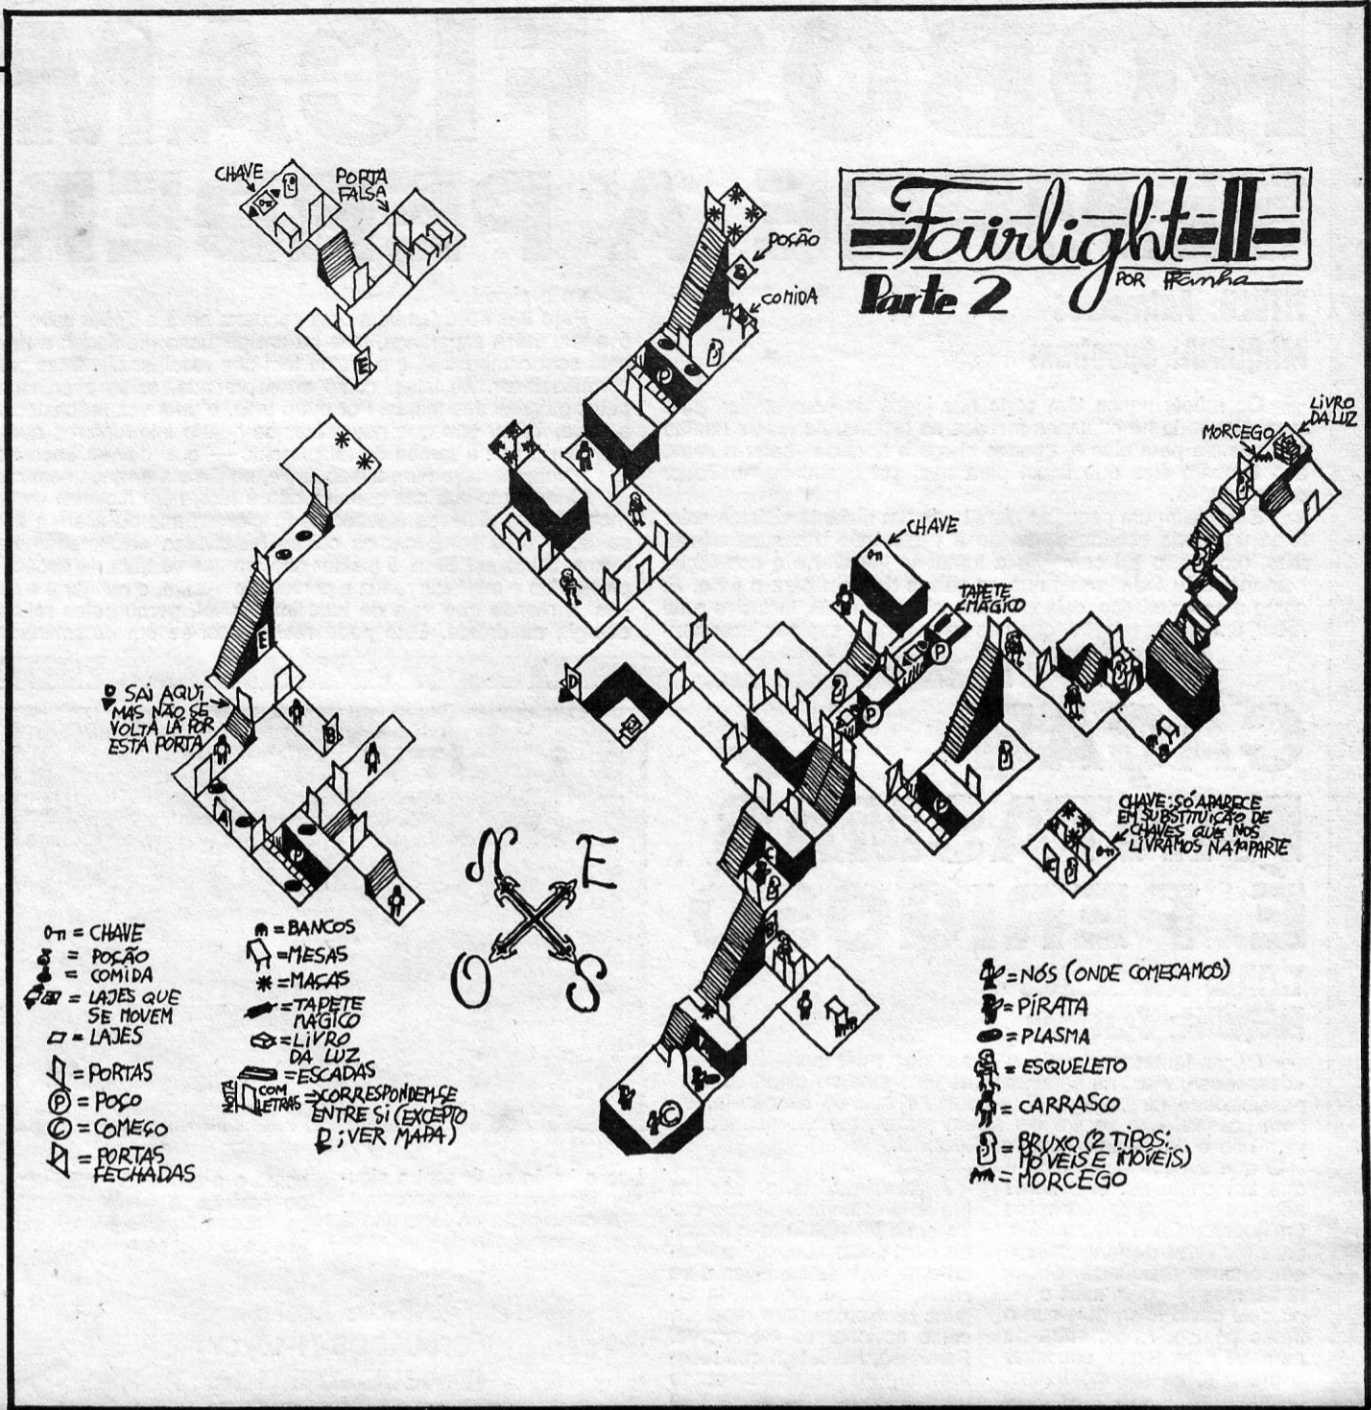 Fairlight II
Parte 2
POR PFanha
CHAVE
PORTA
FALSA
E
POÇÃO
COMIDA
P
LIVRO
DA LUZ
MORCEGO
CHAVE
TAPETE
MÁGICO
P
P
D
E
D SAI AQUI
MAS NÃO SE
VOLTA LÁ POR
ESTA PORTA
B
A
P
P
CHAVE: SÓ APARECE
EM SUBSTITUIÇÃO DE
CHAVES QUE NOS
LIVRAMOS NA 1ª PARTE
C
B
A
C
N
E
O
S
= CHAVE
= POÇÃO
= COMIDA
= LAJES QUE
SE MOVEM
= LAJES
= PORTAS
P = POÇO
C = COMEÇO
= PORTAS
FECHADAS
= BANCOS
= MESAS
= MAÇAS
= TAPETE
MÁGICO
= LIVRO
DA LUZ
= ESCADAS
NOTA COM
LETRAS = CORRESPONDEM-SE
ENTRE SI (EXCEPTO
D; VER MAPA)
= NÓS (ONDE COMEÇAMOS)
= PIRATA
= PLASMA
= ESQUELETO
= CARRASCO
= BRUXO (2 TIPOS:
MÓVEIS E IMÓVEIS)
= MORCEGO